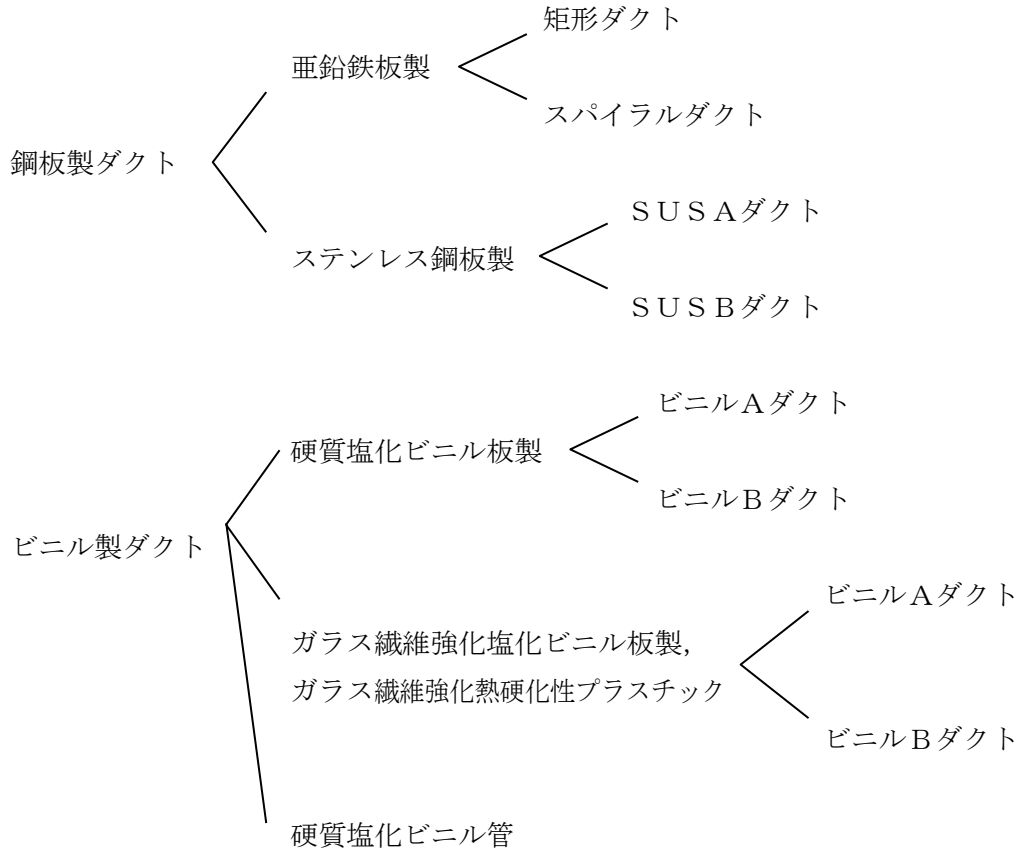 矩形ダクト
亜鉛鉄板製
スパイラルダクト
鋼板製ダクト
ＳＵＳＡダクト
ステンレス鋼板製
ＳＵＳＢダクト
ビニルＡダクト
硬質塩化ビニル板製
ビニルＢダクト
ビニル製ダクト
ビニルＡダクト
ガラス繊維強化塩化ビニル板製，
ガラス繊維強化熱硬化性プラスチック
ビニルＢダクト
硬質塩化ビニル管